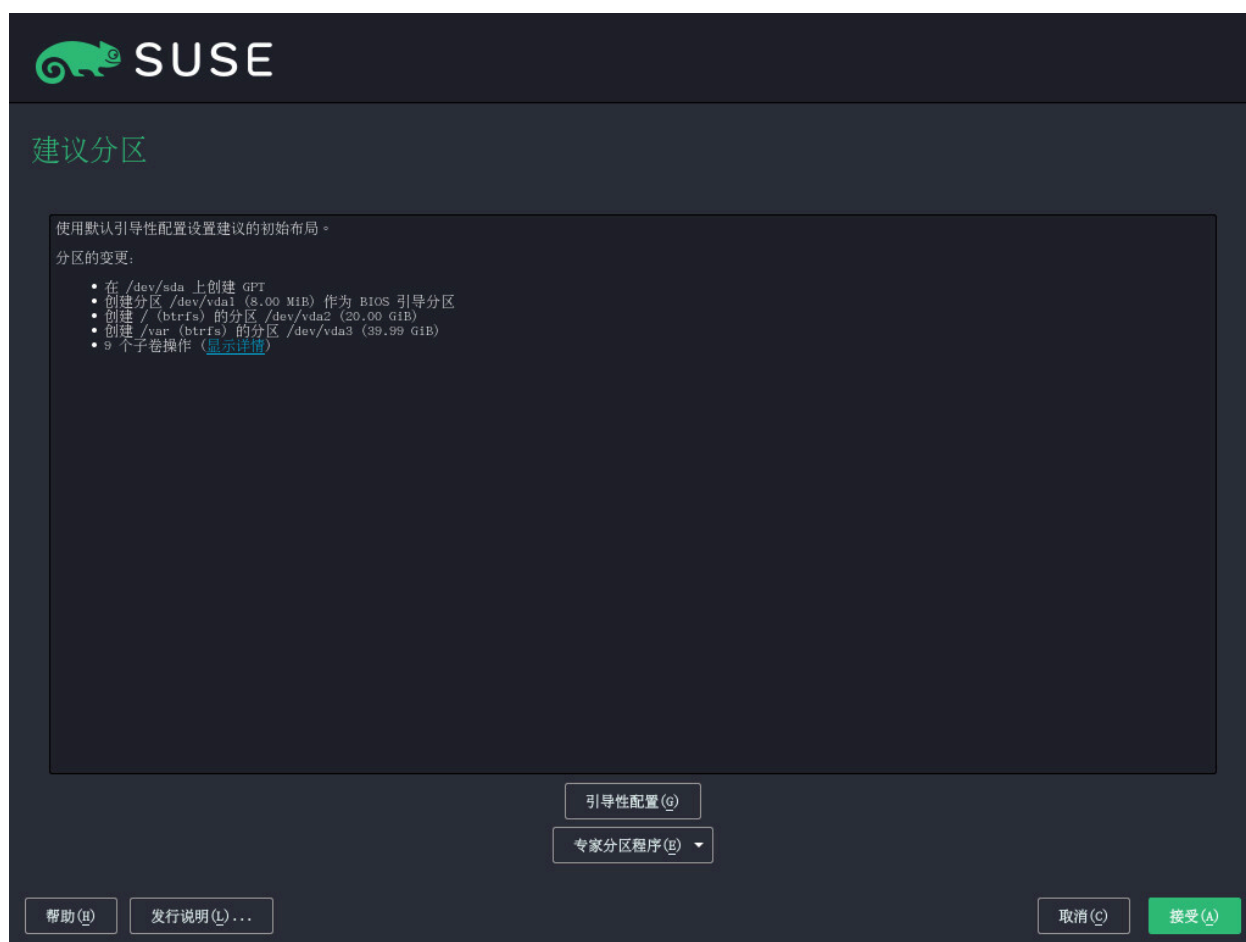 SUSE
建议分区
使用默认引导性配置设置建议的初始布局。
分区的变更:
• 在 /dev/sda 上创建 GPT
• 创建分区 /dev/vda1 (8.00 MiB) 作为 BIOS 引导分区
• 创建 / (btrfs) 的分区 /dev/vda2 (20.00 GiB)
• 创建 /var (btrfs) 的分区 /dev/vda3 (39.99 GiB)
• 9 个子卷操作 (显示详情)
引导性配置(G)
专家分区程序(E)
帮助(H)
发行说明(L)...
取消(C)
接受(A)